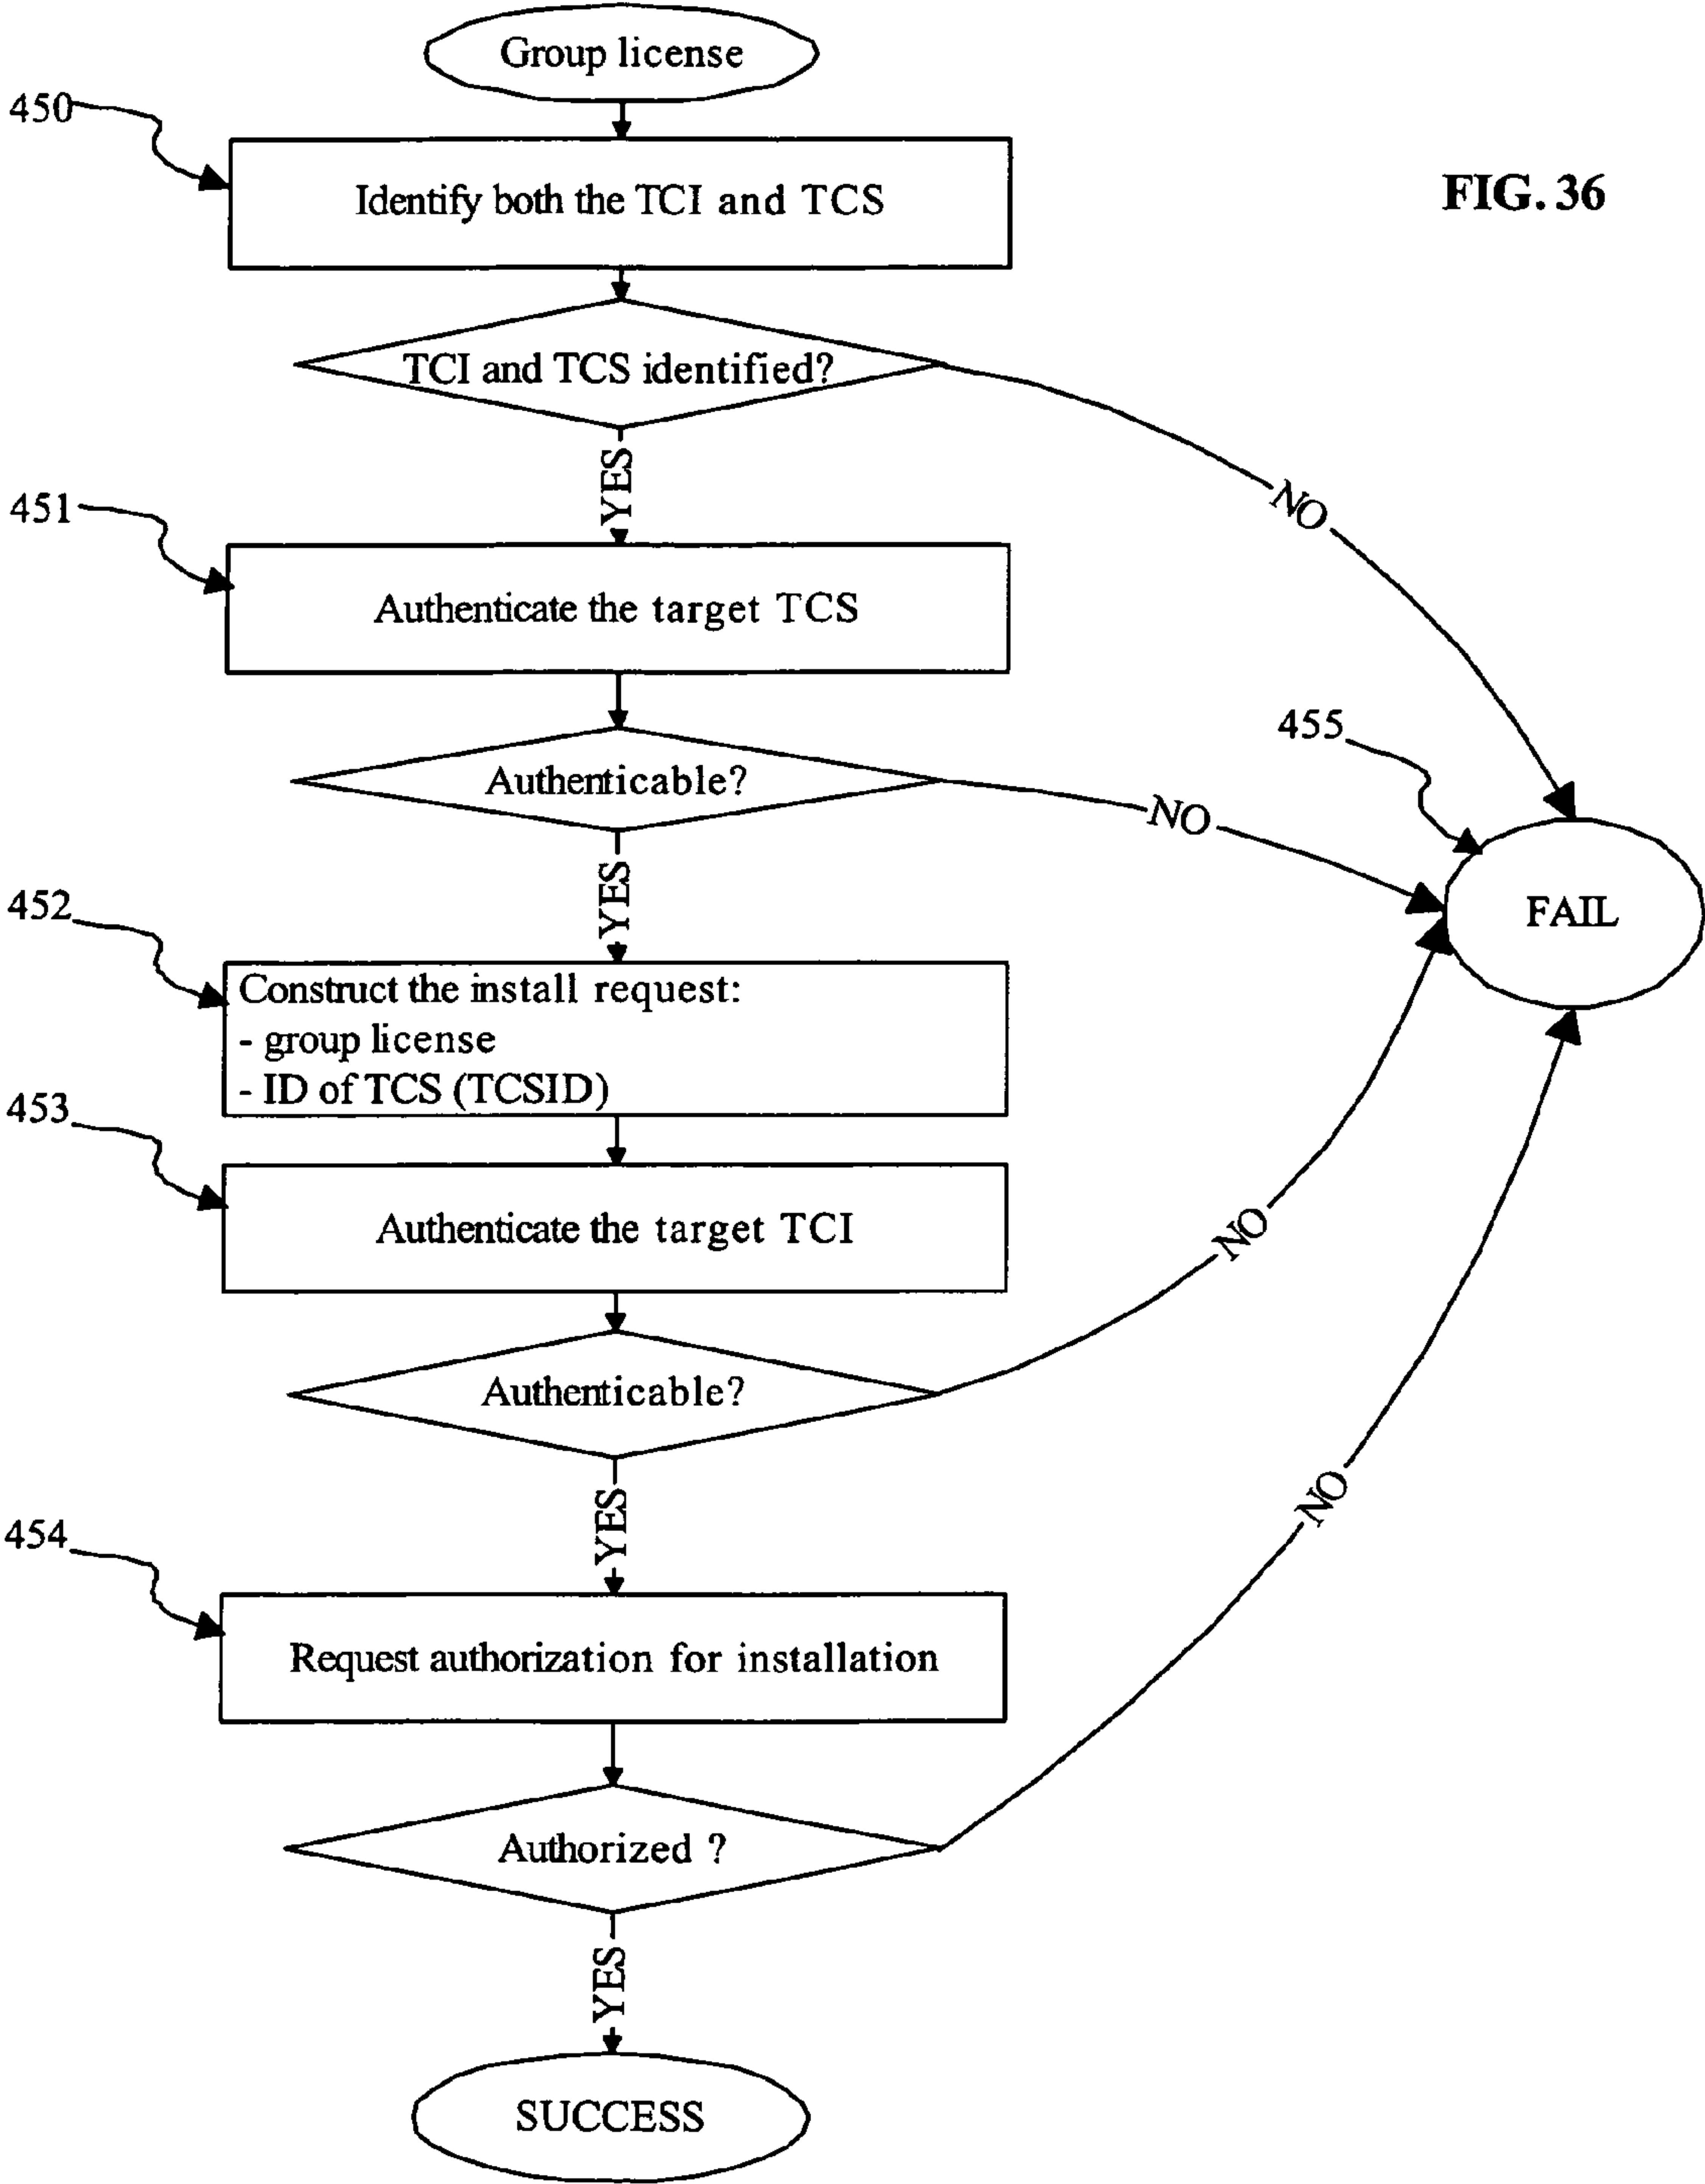 Group license
450
Identify both the TCI and TCS
FIG. 36
TCI and TCS identified?
NO
YES
451
Authenticate the target TCS
455
Authenticable?
NO
YES
FAIL
452
Construct the install request:
- group license
- ID of TCS (TCSID)
453
Authenticate the target TCI
NO
Authenticable?
YES
NO
454
Request authorization for installation
Authorized ?
YES
SUCCESS